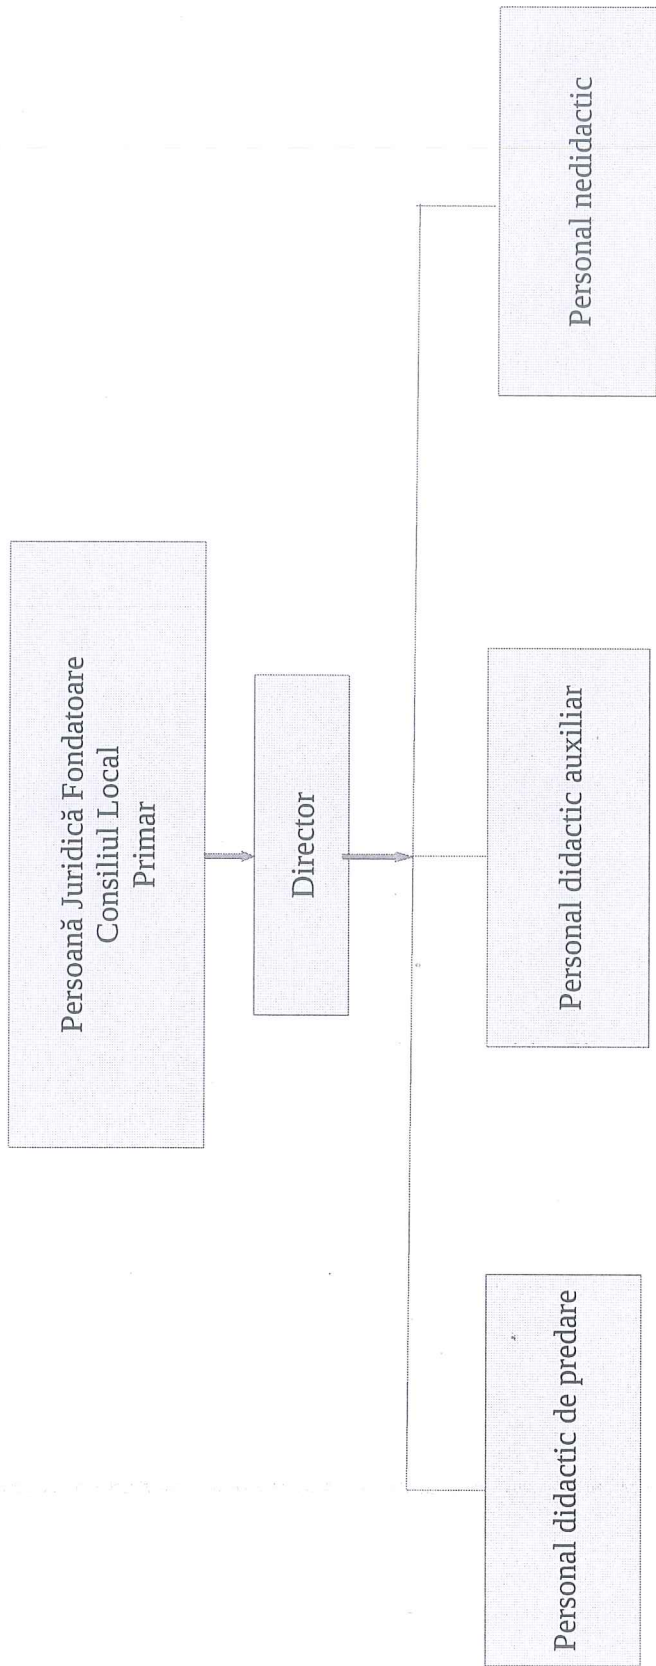 Persoană Juridică Fondatoare
Consiliul Local
Primar
Director
Personal didactic de predare
Personal didactic auxiliar
Personal nedidactic